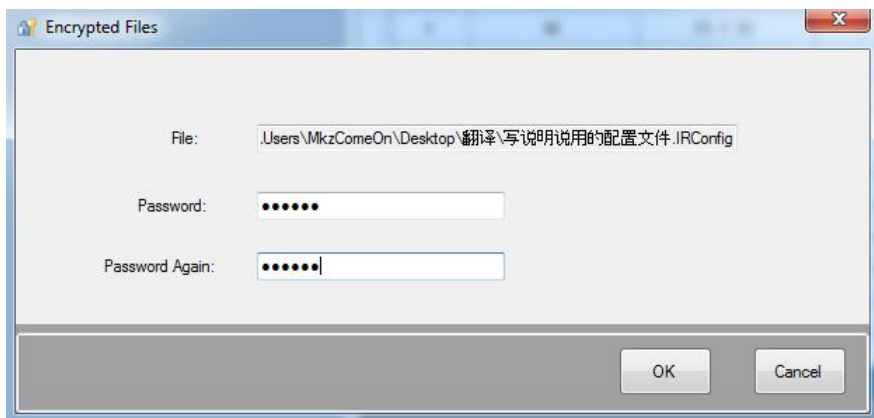 Encrypted Files
File: .Users\MkzComeOn\Desktop\翻译\写说明说用的配置文件.IRConfig
Password: ●●●●●●
Password Again: ●●●●●●
OK Cancel